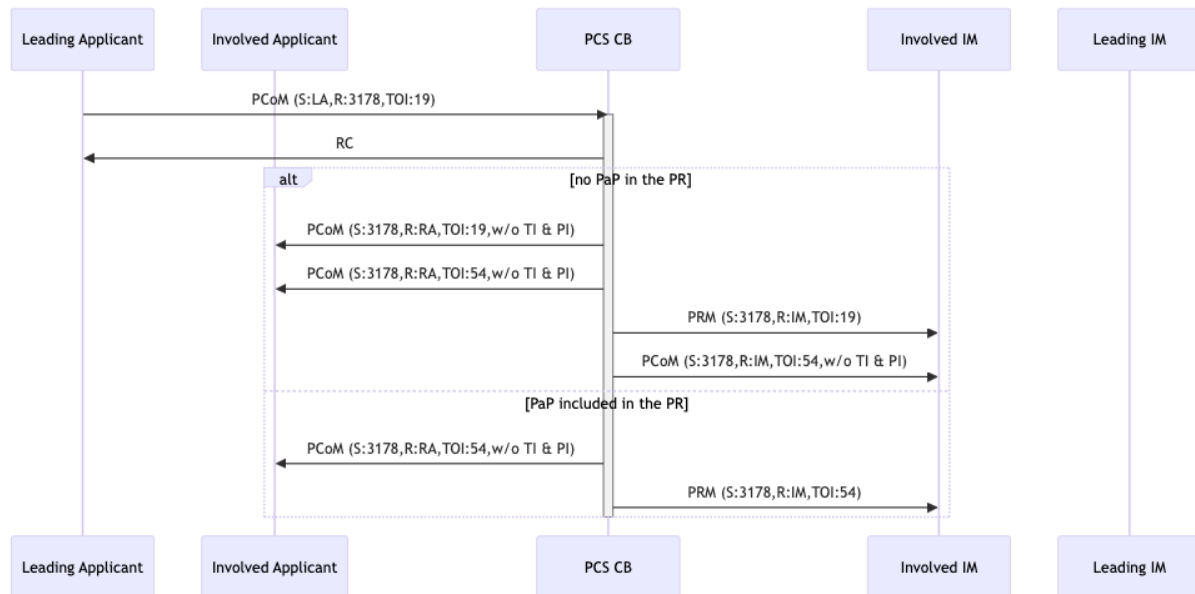 Leading Applicant
Involved Applicant
PCS CB
Involved IM
Leading IM
PCoM (S:LA,R:3178,TOI:19)
RC
alt
[no PaP in the PR]
PCoM (S:3178,R:RA,TOI:19,w/o TI & PI)
PCoM (S:3178,R:RA,TOI:54,w/o TI & PI)
PRM (S:3178,R:IM,TOI:19)
PCoM (S:3178,R:IM,TOI:54,w/o TI & PI)
[PaP included in the PR]
PCoM (S:3178,R:RA,TOI:54,w/o TI & PI)
PRM (S:3178,R:IM,TOI:54)
Leading Applicant
Involved Applicant
PCS CB
Involved IM
Leading IM